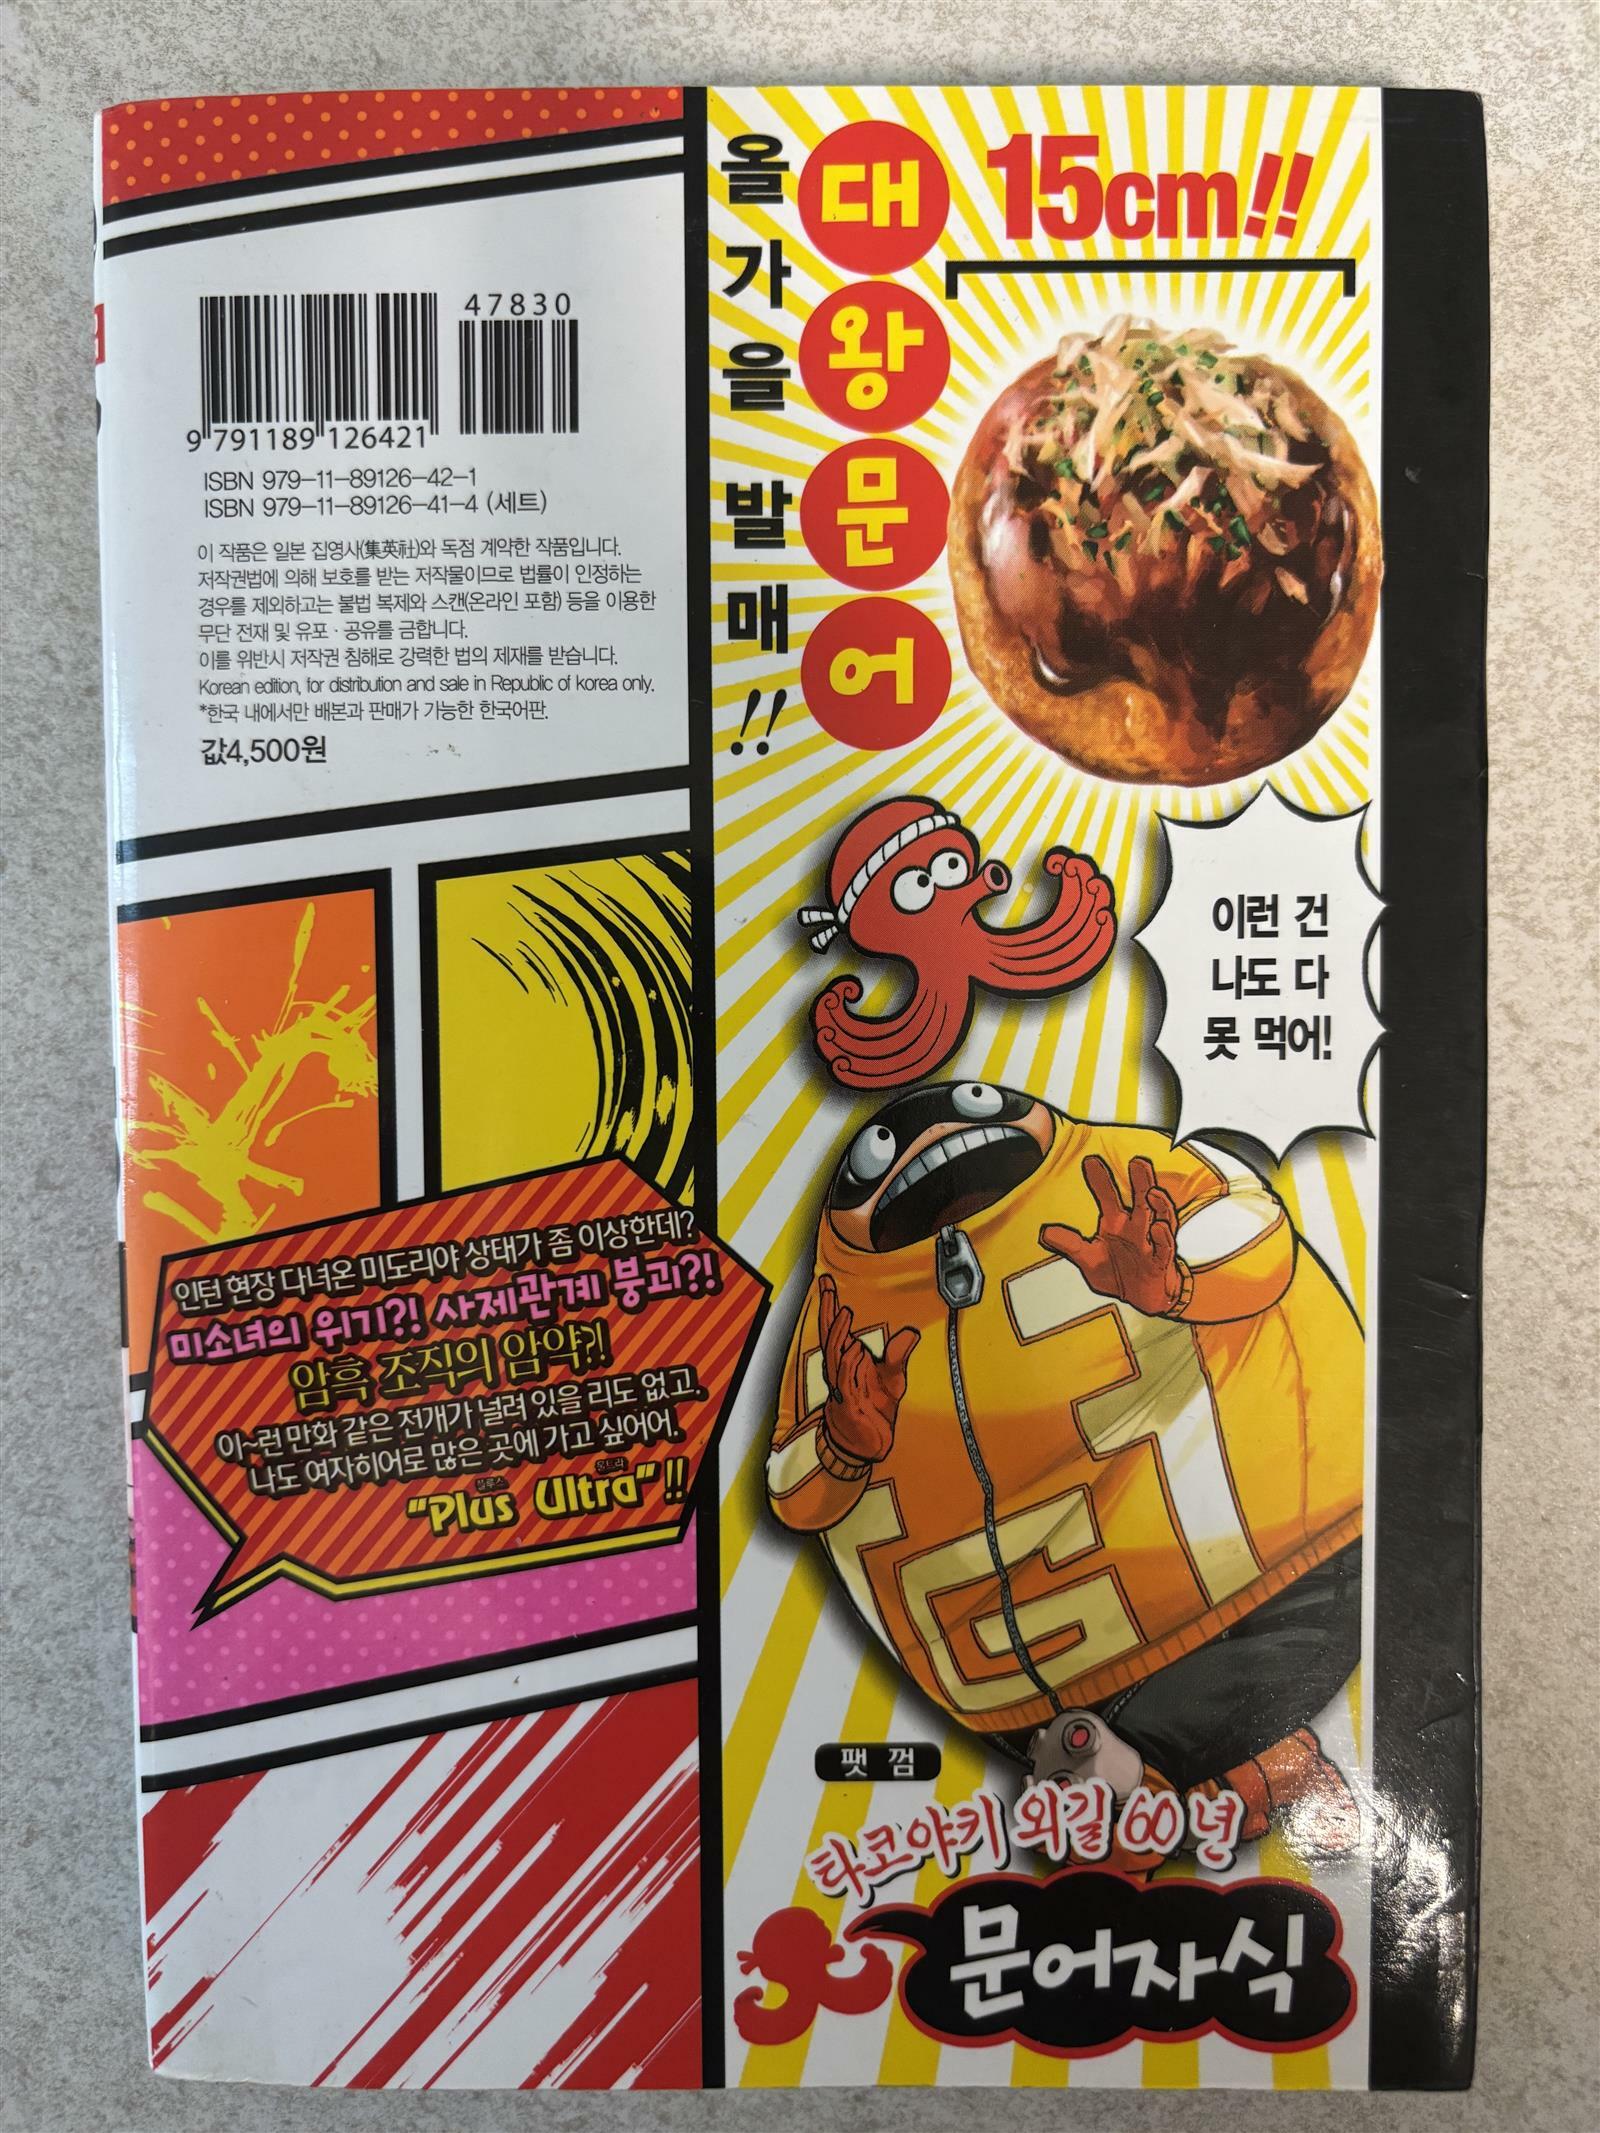 47830
9 791189 126421
ISBN 979-11-89126-42-1
ISBN 979-11-89126-41-4 (세트)
이 작품은 일본 집영사(集英社)와 독점 계약한 작품입니다.
저작권법에 의해 보호를 받는 저작물이므로 법률이 인정하는
경우를 제외하고는 불법 복제와 스캔(온라인 포함) 등을 이용한
무단 전재 및 유포·공유를 금합니다.
이를 위반시 저작권 침해로 강력한 법의 제재를 받습니다.
Korean edition, for distribution and sale in Republic of korea only.
*한국 내에서만 배본과 판매가 가능한 한국어판.
값4,500원
인턴 현장 다녀온 미도리야 상태가 좀 이상한데?
미소녀의 위기?! 사제관계 붕괴?!
암흑 조직의 암약?!
이~런 만화 같은 전개가 널려 있을 리도 없고.
나도 여자 히어로 많은 곳에 가고 싶어어.
플루스 울트라
"Plus Ultra"!!
올가을 발매!!
대왕문어
15cm!!
이런 건
나도 다
못 먹어!
팻 껌
타코야키 외길 60년
문어자식